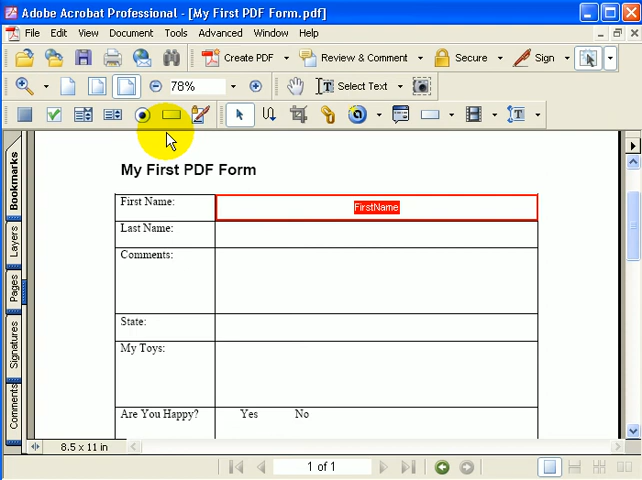 Adobe Acrobat Professional - [My First PDF Form.pdf]
File Edit View Document Tools Advanced Window Help
Create PDF Review & Comment Secure Sign
78% Select Text
Bookmarks
Layers
Pages
Signatures
Comments
My First PDF Form
First Name: FirstName
Last Name:
Comments:
State:
My Toys:
Are You Happy? Yes No
8.5 x 11 in
1 of 1